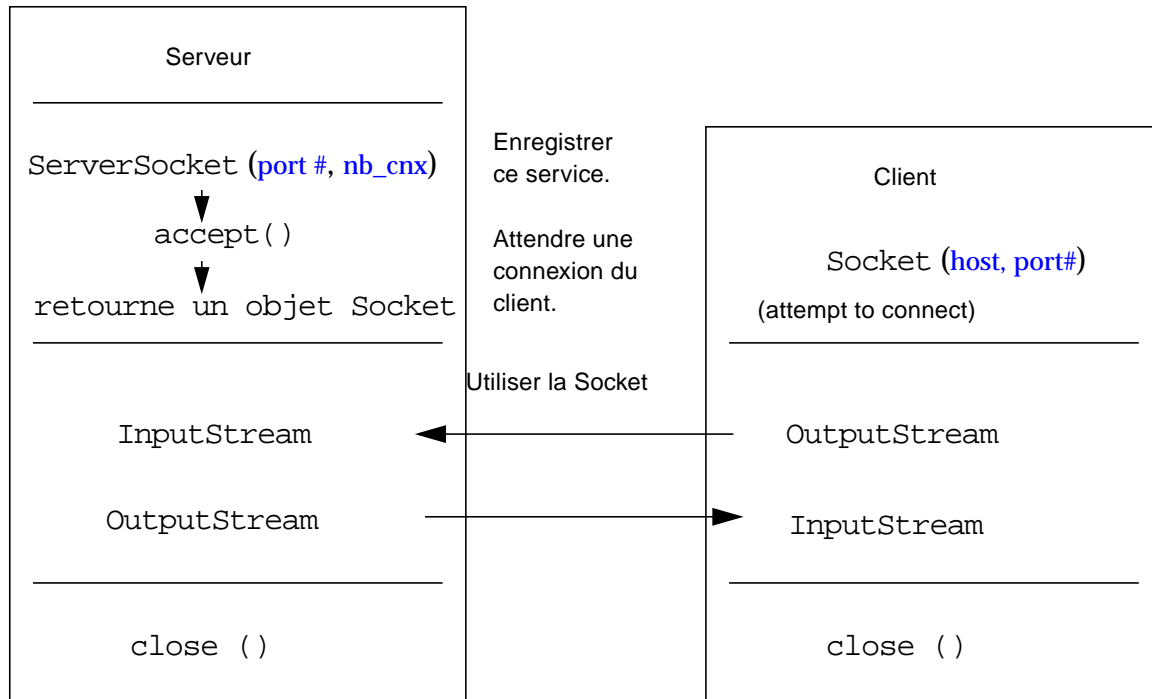 Serveur
ServerSocket (port #, nb_cnx)
accept()
retourne un objet Socket
InputStream
OutputStream
close ()
Enregistrer
ce service.
Attendre une
connexion du
client.
Utiliser la Socket
Client
Socket (host, port#)
(attempt to connect)
OutputStream
InputStream
close ()